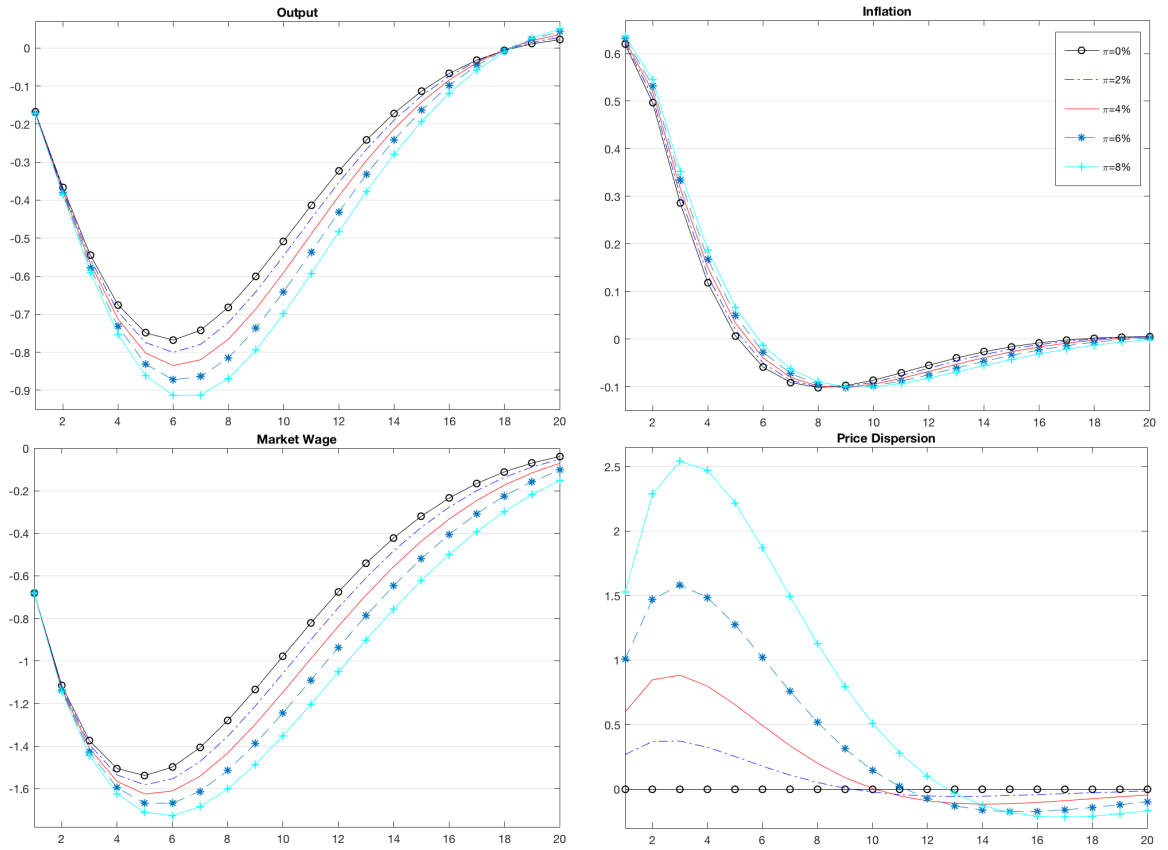 Output
0
-0.1
-0.2
-0.3
-0.4
-0.5
-0.6
-0.7
-0.8
-0.9
2 4 6 8 10 12 14 16 18 20
Inflation
0.6
0.5
0.4
0.3
0.2
0.1
0
-0.1
2 4 6 8 10 12 14 16 18 20
π=0%
π=2%
π=4%
π=6%
π=8%
Market Wage
0
-0.2
-0.4
-0.6
-0.8
-1
-1.2
-1.4
-1.6
2 4 6 8 10 12 14 16 18 20
Price Dispersion
2.5
2
1.5
1
0.5
0
2 4 6 8 10 12 14 16 18 20